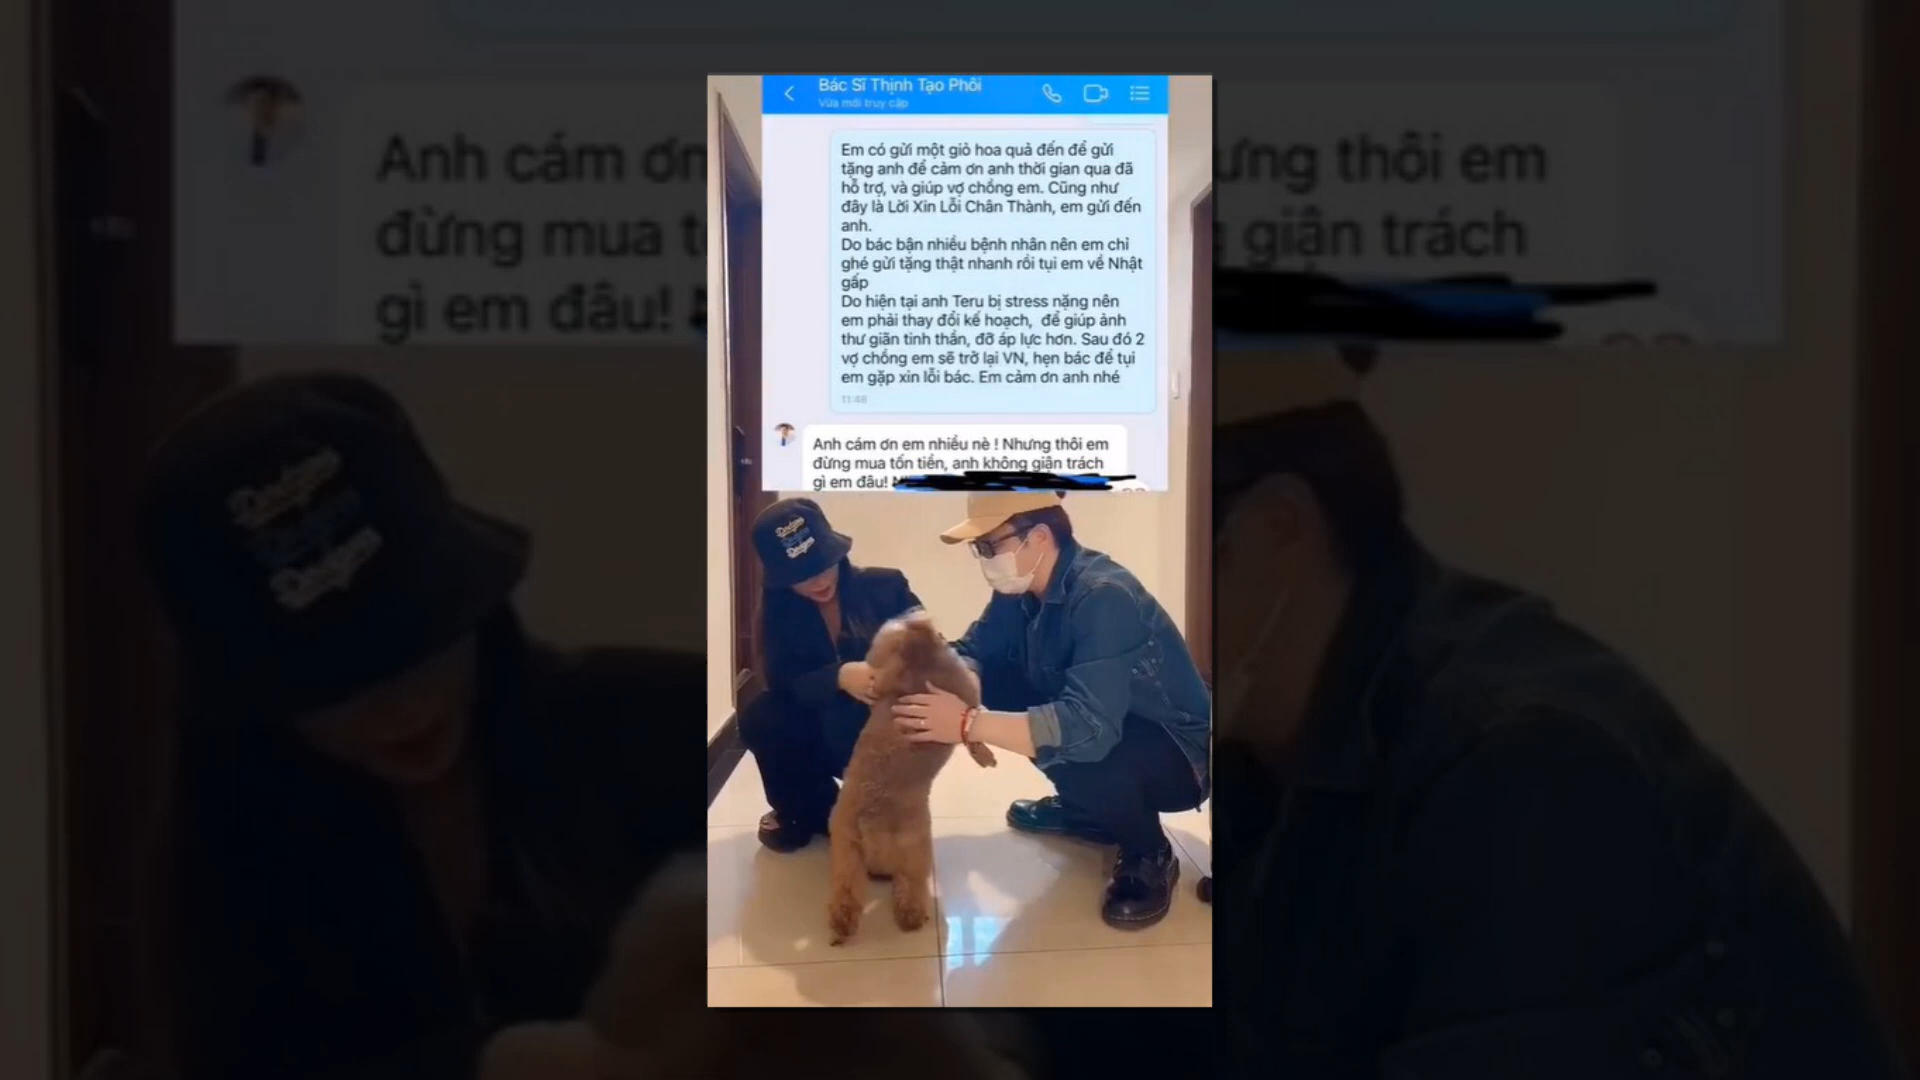 Bác Sĩ Thịnh Tạo Phôi
Vừa mới truy cập
Em có gửi một giỏ hoa quả đến để gửi
tặng anh để cảm ơn anh thời gian qua đã
hỗ trợ, và giúp vợ chồng em. Cũng như
đây là Lời Xin Lỗi Chân Thành, em gửi đến
anh.
Do bác bận nhiều bệnh nhân nên em chỉ
ghé gửi tặng thật nhanh rồi tụi em về Nhật
gấp
Do hiện tại anh Teru bị stress nặng nên
em phải thay đổi kế hoạch, để giúp ảnh
thư giãn tinh thần, đỡ áp lực hơn. Sau đó 2
vợ chồng em sẽ trở lại VN, hẹn bác để tụi
em gặp xin lỗi bác. Em cảm ơn anh nhé
11:48
Anh cám ơn em nhiều nè ! Nhưng thôi em
đừng mua tốn tiền, anh không giận trách
gì em đâu!
Dodgers
Dodgers
Anh cám ơn
ưng thôi em
đừng mua t
giận trách
gì em đâu!